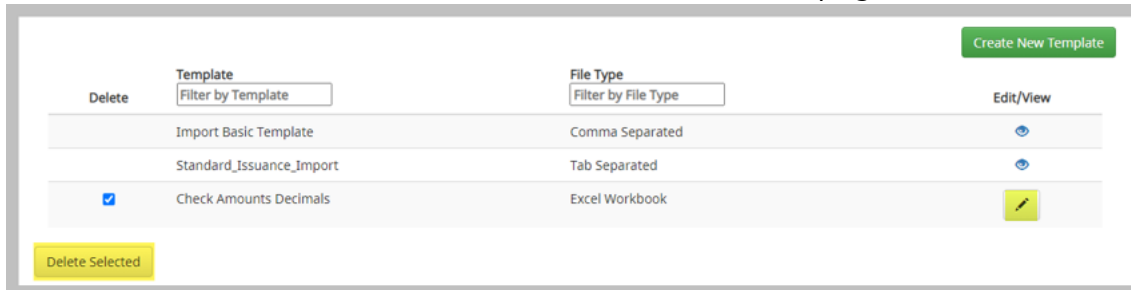 Create New Template
Template File Type
Delete Filter by Template Filter by File Type Edit/View
Import Basic Template Comma Separated
Standard_Issuance_Import Tab Separated
Check Amounts Decimals Excel Workbook
Delete Selected